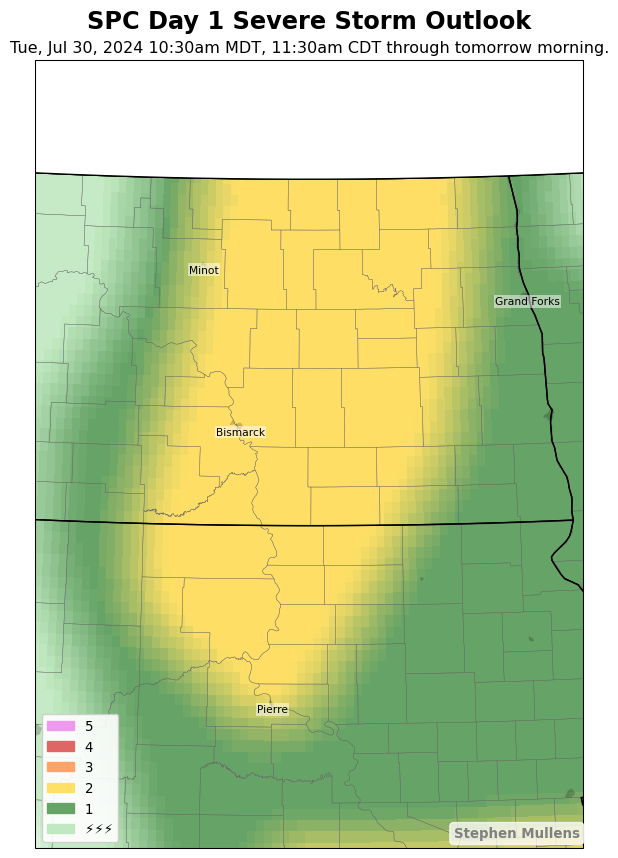 SPC Day 1 Severe Storm Outlook
Tue, Jul 30, 2024 10:30am MDT, 11:30am CDT through tomorrow morning.
Minot
Grand Forks
Bismarck
Pierre
5
4
3
2
1
⚡⚡⚡
Stephen Mullens